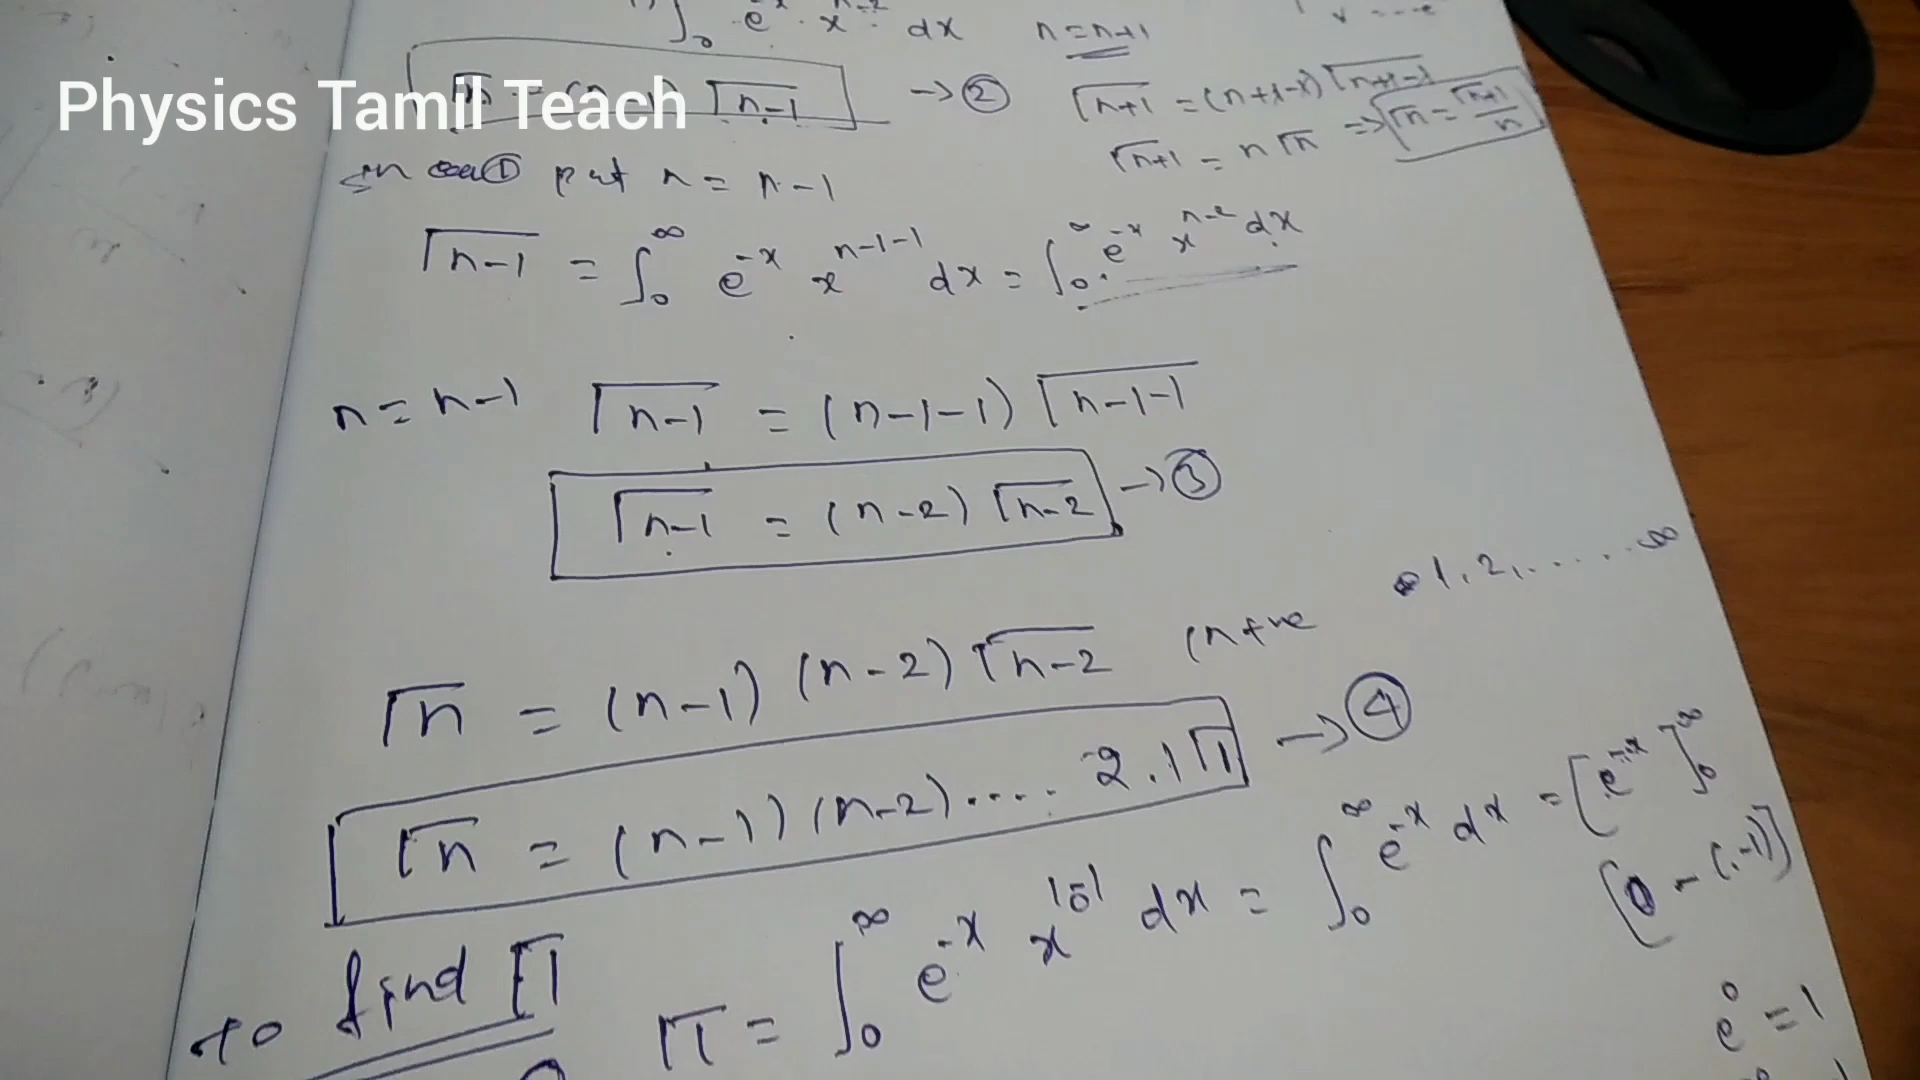 ∫₀ e^-x · x^n-2 dx n=n+1
Physics Tamil Teach
Γn = (n-1) Γn-1 → ②
Γn+1 = (n+1-1) Γn+1-1
Γn+1 = n Γn ⇒ Γn = Γn+1 / n
put n = n-1
Γn-1 = ∫₀^∞ e^-x x^n-1-1 dx = ∫₀^∞ e^-x x^n-2 dx
n = n-1 Γn-1 = (n-1-1) Γn-1-1
Γn-1 = (n-2) Γn-2 → ③
1, 2, ..... ∞
Γn = (n-1) (n-2) Γn-2 (n +ve
Γn = (n-1) (n-2) .... 2 . 1 Γ1 → ④
to find Γ1
Γ1 = ∫₀^∞ e^-x x^1-1 dx = ∫₀^∞ e^-x dx = [e^-x]₀^∞
[0 - (-1)]
e^0 = 1